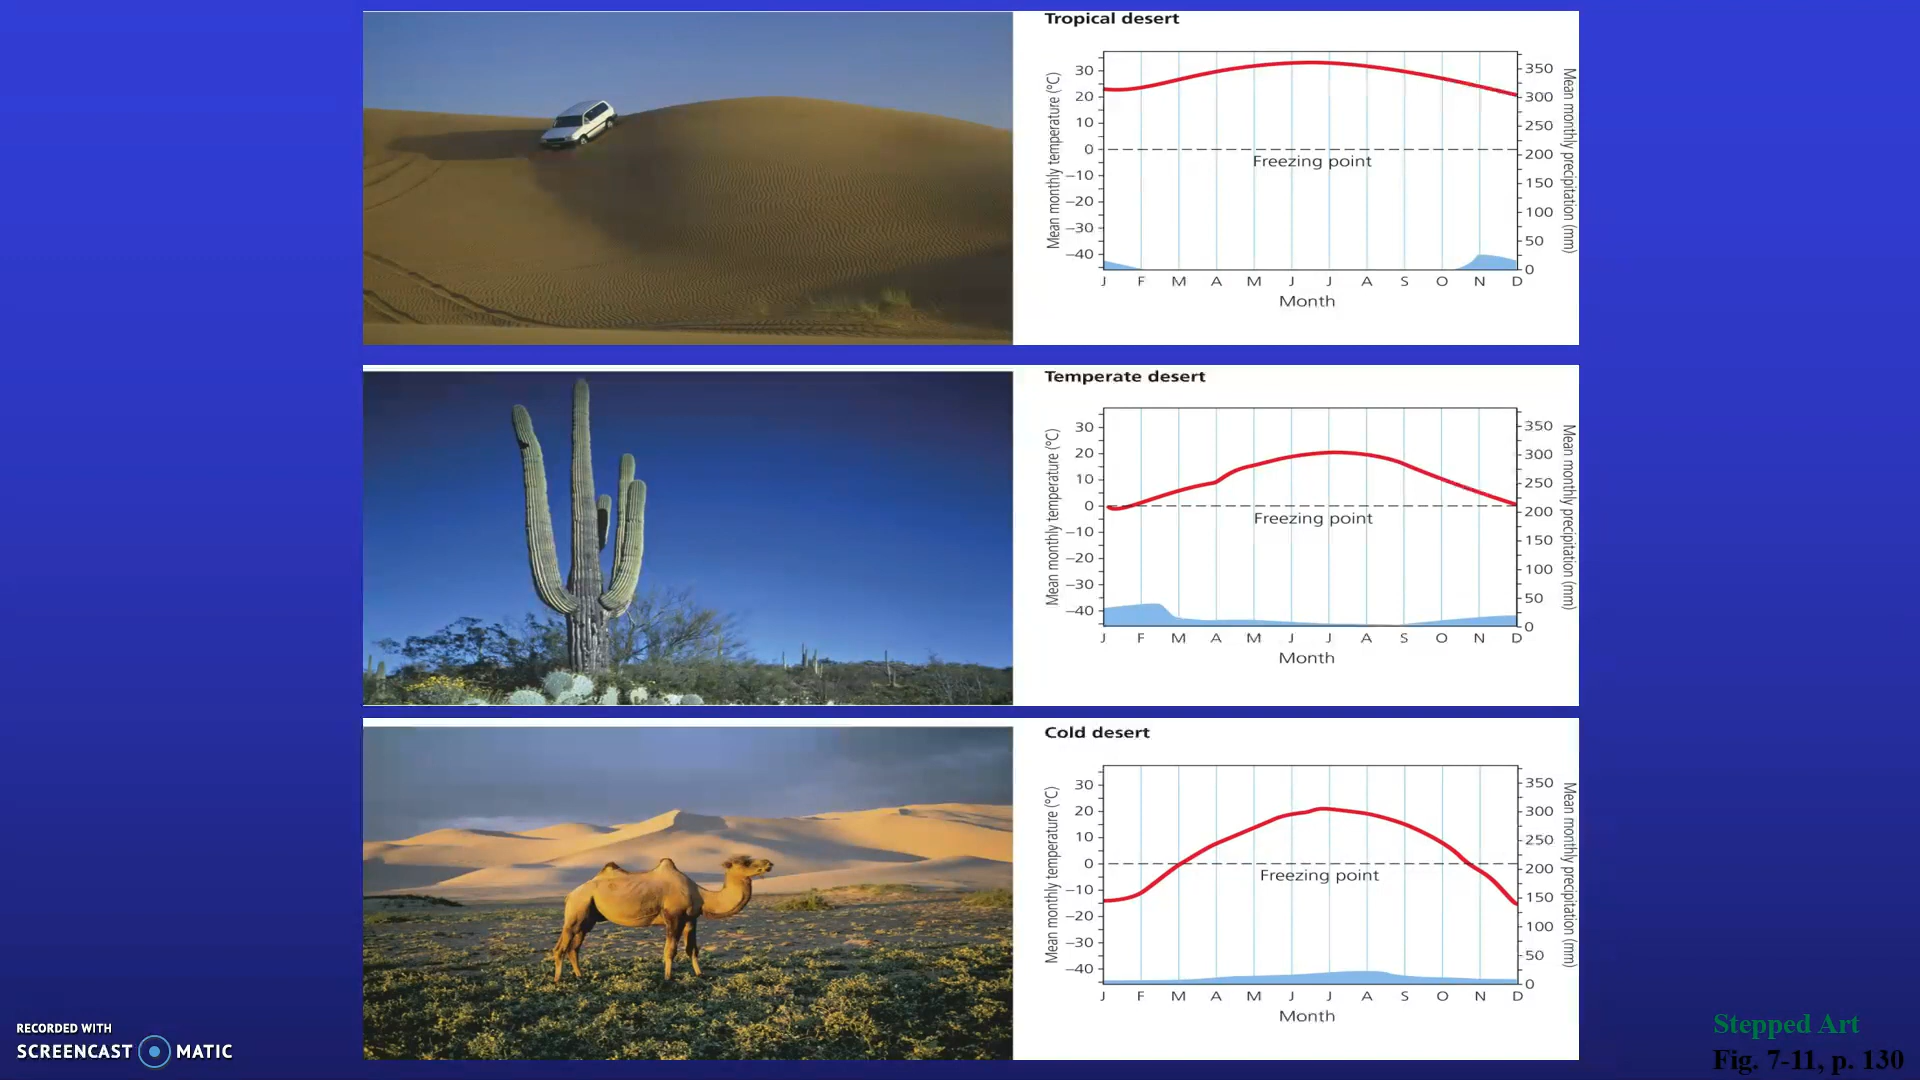 Tropical desert
Mean monthly temperature (°C)
30
20
10
0
−10
−20
−30
−40
Freezing point
350
300
250
200
150
100
50
0
Mean monthly precipitation (mm)
J F M A M J J A S O N D
Month
Temperate desert
Mean monthly temperature (°C)
30
20
10
0
−10
−20
−30
−40
Freezing point
350
300
250
200
150
100
50
0
Mean monthly precipitation (mm)
J F M A M J J A S O N D
Month
Cold desert
Mean monthly temperature (°C)
30
20
10
0
−10
−20
−30
−40
Freezing point
350
300
250
200
150
100
50
0
Mean monthly precipitation (mm)
J F M A M J J A S O N D
Month
RECORDED WITH
SCREENCAST MATIC
Stepped Art
Fig. 7-11, p. 130